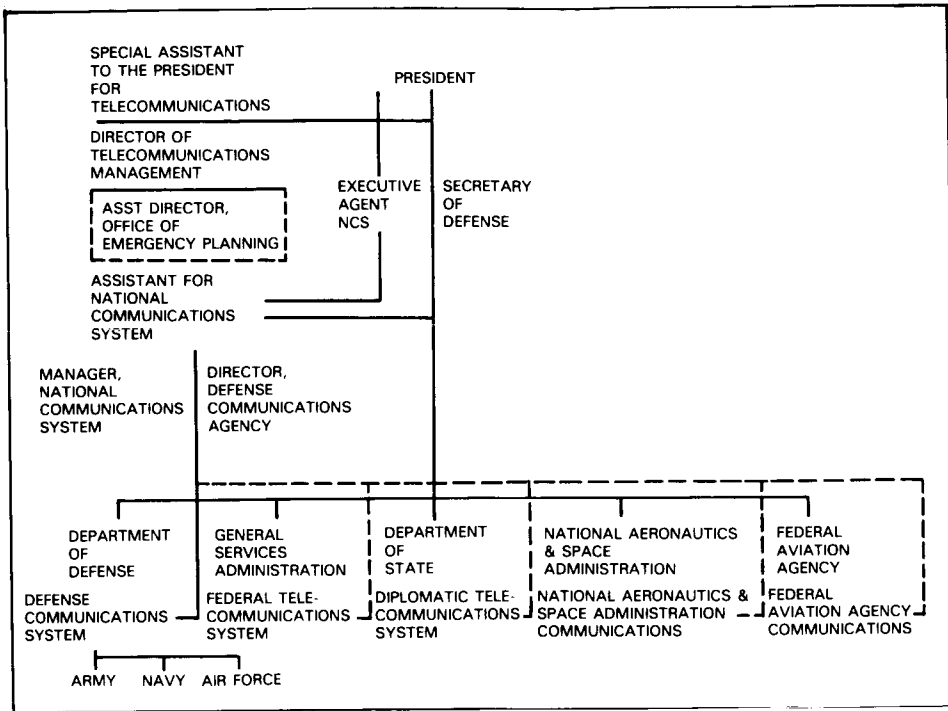 SPECIAL ASSISTANT
TO THE PRESIDENT
FOR
TELECOMMUNICATIONS
PRESIDENT
DIRECTOR OF
TELECOMMUNICATIONS
MANAGEMENT
ASST DIRECTOR,
OFFICE OF
EMERGENCY PLANNING
EXECUTIVE
AGENT
NCS
SECRETARY
OF
DEFENSE
ASSISTANT FOR
NATIONAL
COMMUNICATIONS
SYSTEM
MANAGER,
NATIONAL
COMMUNICATIONS
SYSTEM
DIRECTOR,
DEFENSE
COMMUNICATIONS
AGENCY
DEPARTMENT
OF
DEFENSE
GENERAL
SERVICES
ADMINISTRATION
DEPARTMENT
OF
STATE
NATIONAL AERONAUTICS
& SPACE
ADMINISTRATION
FEDERAL
AVIATION
AGENCY
DEFENSE
COMMUNICATIONS
SYSTEM
FEDERAL TELE-
COMMUNICATIONS
SYSTEM
DIPLOMATIC TELE-
COMMUNICATIONS
SYSTEM
NATIONAL AERONAUTICS &
SPACE ADMINISTRATION
COMMUNICATIONS
FEDERAL
AVIATION AGENCY
COMMUNICATIONS
ARMY NAVY AIR FORCE